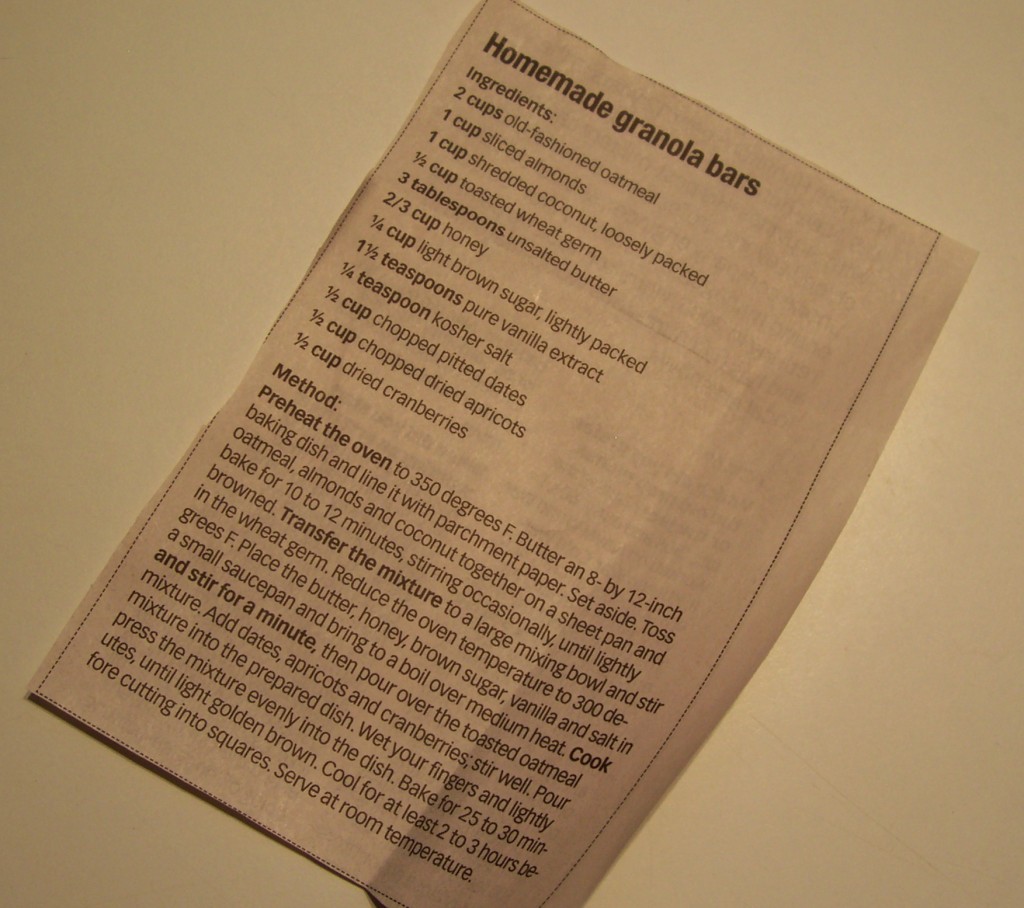 Homemade granola bars
Ingredients:
2 cups old-fashioned oatmeal
1 cup sliced almonds
1 cup shredded coconut, loosely packed
½ cup toasted wheat germ
3 tablespoons unsalted butter
2/3 cup honey
¼ cup light brown sugar, lightly packed
1½ teaspoons pure vanilla extract
¼ teaspoon kosher salt
½ cup chopped pitted dates
½ cup chopped dried apricots
½ cup dried cranberries
Method:
Preheat the oven to 350 degrees F. Butter an 8- by 12-inch
baking dish and line it with parchment paper. Set aside. Toss
oatmeal, almonds and coconut together on a sheet pan and
bake for 10 to 12 minutes, stirring occasionally, until lightly
browned. Transfer the mixture to a large mixing bowl and stir
in the wheat germ. Reduce the oven temperature to 300 de-
grees F. Place the butter, honey, brown sugar, vanilla and salt in
a small saucepan and bring to a boil over medium heat. Cook
and stir for a minute, then pour over the toasted oatmeal
mixture. Add dates, apricots and cranberries; stir well. Pour
mixture into the prepared dish. Wet your fingers and lightly
press the mixture evenly into the dish. Bake for 25 to 30 min-
utes, until light golden brown. Cool for at least 2 to 3 hours be-
fore cutting into squares. Serve at room temperature.